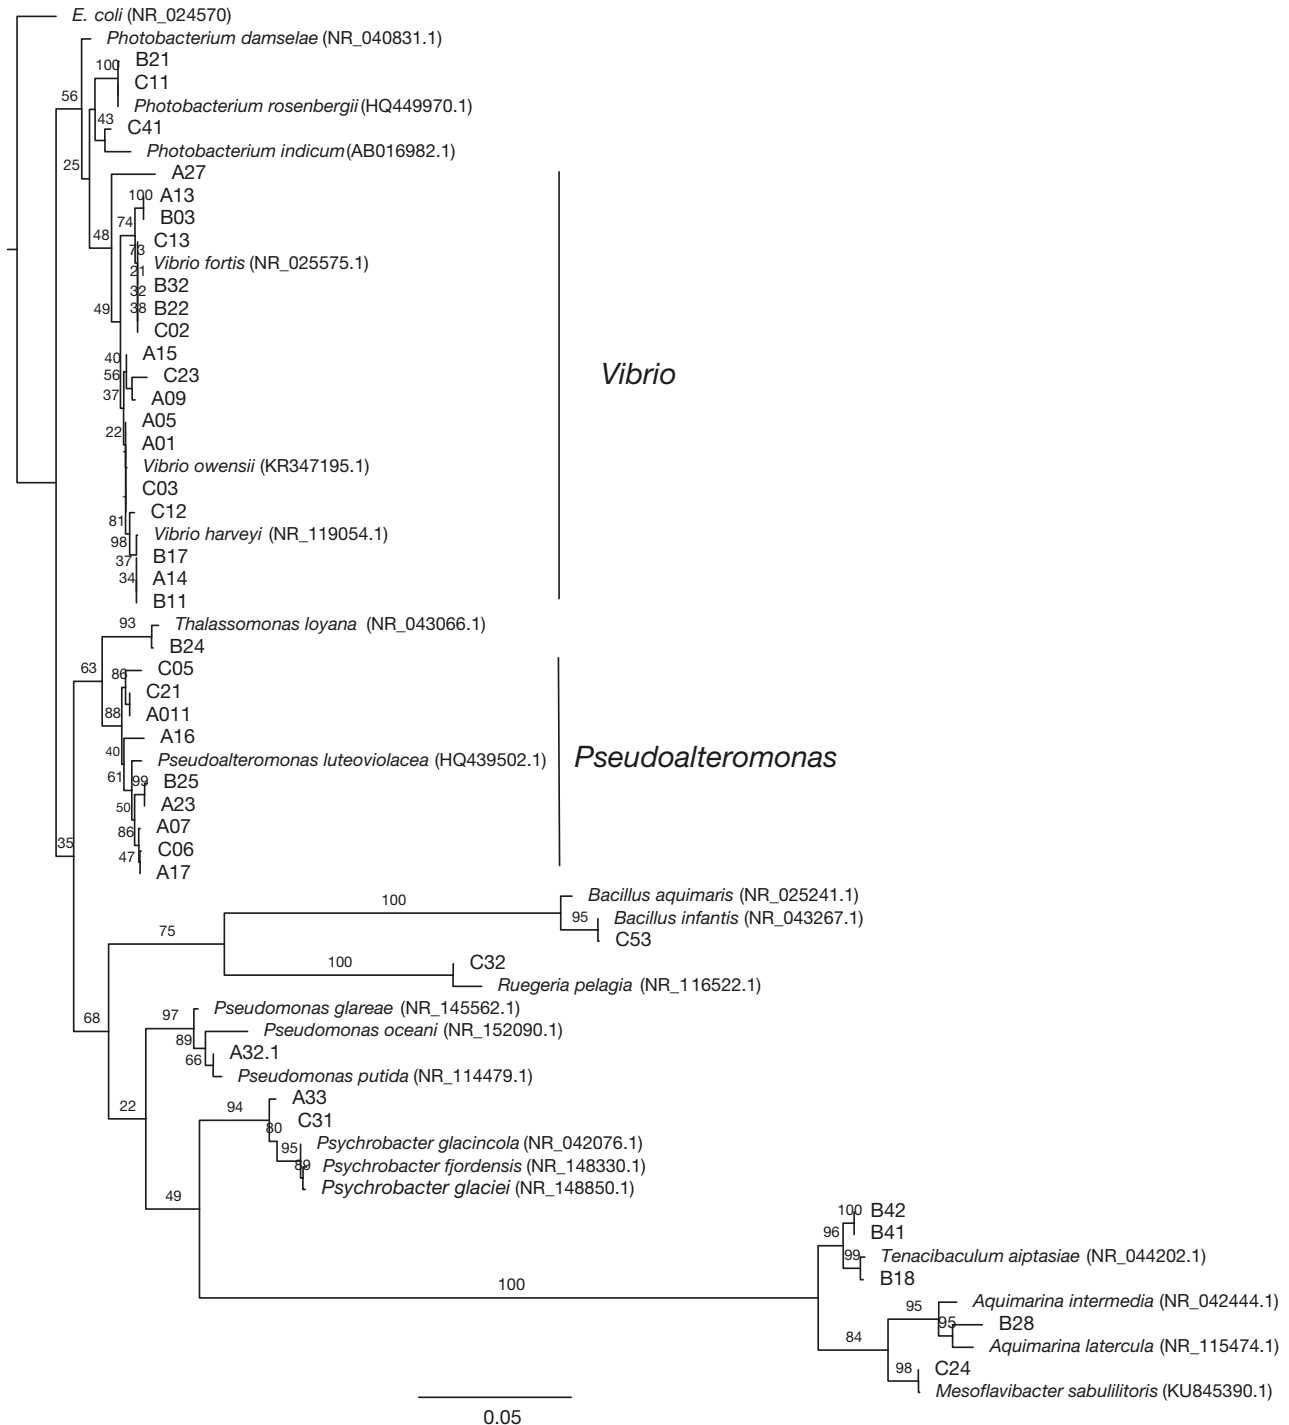 E. coli (NR_024570)
Photobacterium damselae (NR_040831.1)
100
B21
C11
Photobacterium rosenbergii (HQ449970.1)
56
43
C41
Photobacterium indicum (AB016982.1)
25
A27
100
A13
B03
74
48
C13
73
Vibrio fortis (NR_025575.1)
21
B32
32
49
38
B22
C02
40
A15
56
C23
Vibrio
37
A09
A05
22
A01
Vibrio owensii (KR347195.1)
C03
C12
81
Vibrio harveyi (NR_119054.1)
98
B17
37
34
A14
B11
93
Thalassomonas loyana (NR_043066.1)
B24
63
86
C05
C21
88
A011
A16
40
Pseudoalteromonas luteoviolacea (HQ439502.1)
Pseudoalteromonas
61
99
B25
50
A23
86
A07
35
C06
47
A17
100
Bacillus aquimaris (NR_025241.1)
95
Bacillus infantis (NR_043267.1)
75
C53
100
C32
Ruegeria pelagia (NR_116522.1)
68
97
Pseudomonas glareae (NR_145562.1)
89
Pseudomonas oceani (NR_152090.1)
66
A32.1
Pseudomonas putida (NR_114479.1)
22
94
A33
80
C31
95
Psychrobacter glacincola (NR_042076.1)
89
Psychrobacter fjordensis (NR_148330.1)
Psychrobacter glaciei (NR_148850.1)
49
100
B42
96
B41
99
Tenacibaculum aiptasiae (NR_044202.1)
B18
100
95
Aquimarina intermedia (NR_042444.1)
95
B28
84
Aquimarina latercula (NR_115474.1)
98
C24
Mesoflavibacter sabulilitoris (KU845390.1)
0.05